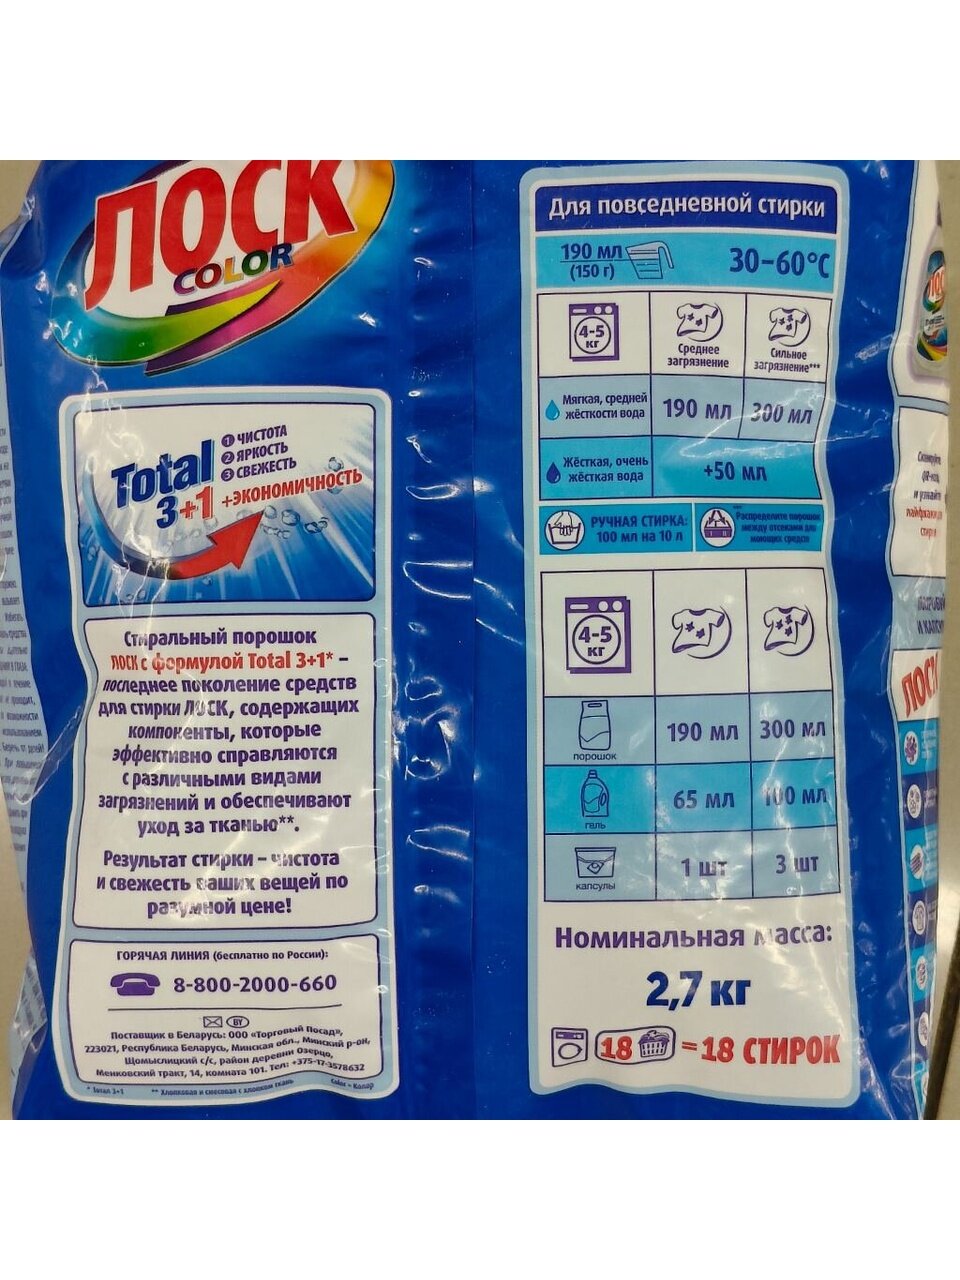 ЛОСК
COLOR
Total
3+1
1 ЧИСТОТА
2 ЯРКОСТЬ
3 СВЕЖЕСТЬ
+ЭКОНОМИЧНОСТЬ
Стиральный порошок
ЛОСК с формулой Total 3+1* –
последнее поколение средств
для стирки ЛОСК, содержащих
компоненты, которые
эффективно справляются
с различными видами
загрязнений и обеспечивают
уход за тканью**.
Результат стирки – чистота
и свежесть ваших вещей по
разумной цене!
ГОРЯЧАЯ ЛИНИЯ (бесплатно по России):
8-800-2000-660
BY
Поставщик в Беларусь: ООО «Торговый Посад»,
223021, Республика Беларусь, Минская обл., Минский р-он,
Щомыслицкий с/с, район деревни Озерцо,
Меньковский тракт, 14, комната 101. Тел: +375-17-3578632
* Тотал 3+1
** Хлопковая и смесовая с хлопком ткань
Color – Колор
Для повседневной стирки
190 мл
(150 г)
30–60°C
4-5
кг
Среднее
загрязнение
Сильное
загрязнение***
Мягкая, средней
жёсткости вода
190 мл
300 мл
Жёсткая, очень
жёсткая вода
+50 мл
РУЧНАЯ СТИРКА:
100 мл на 10 л
Распределите порошок
между отсеками для
моющих средств
4-5
кг
порошок
190 мл
300 мл
гель
65 мл
100 мл
капсулы
1 шт
3 шт
Номинальная масса:
2,7 кг
18
= 18 СТИРОК
ЛОСК